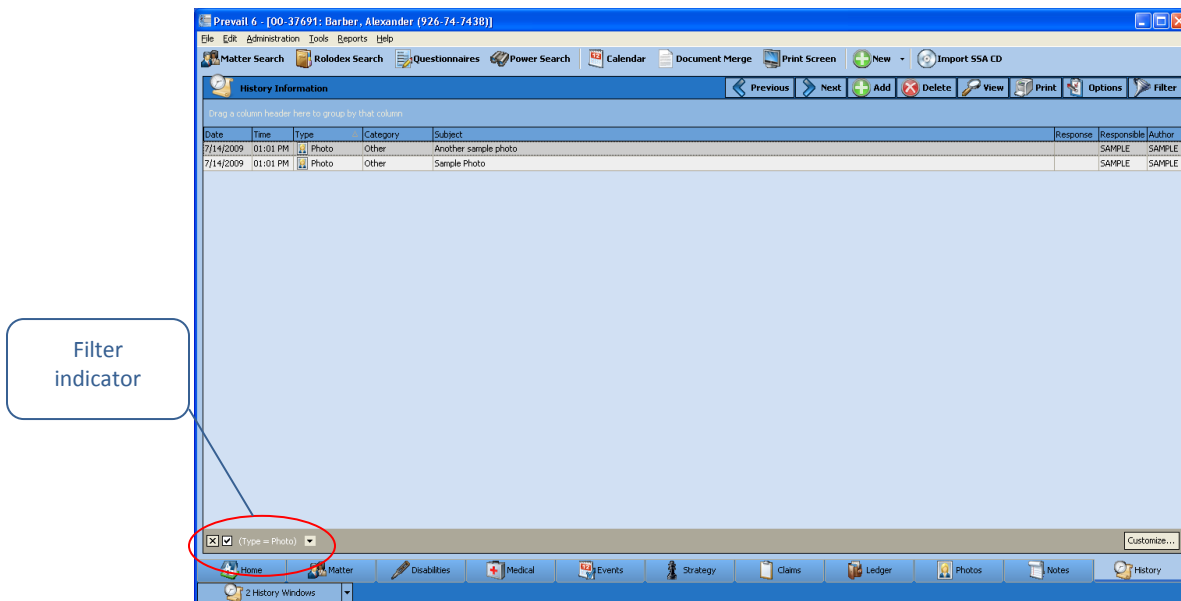 Prevail 6 - [00-37691: Barber, Alexander (926-74-7438)]
File Edit Administration Tools Reports Help
Matter Search Rolodex Search Questionnaires Power Search Calendar Document Merge Print Screen New Import SSA CD
History Information Previous Next Add Delete View Print Options Filter
Drag a column header here to group by that column
Date Time Type Category Subject Response Responsible Author
7/14/2009 01:01 PM Photo Other Another sample photo SAMPLE SAMPLE
7/14/2009 01:01 PM Photo Other Sample Photo SAMPLE SAMPLE
Filter
indicator
(Type = Photo) Customize...
Home Matter Disabilities Medical Events Strategy Claims Ledger Photos Notes History
2 History Windows